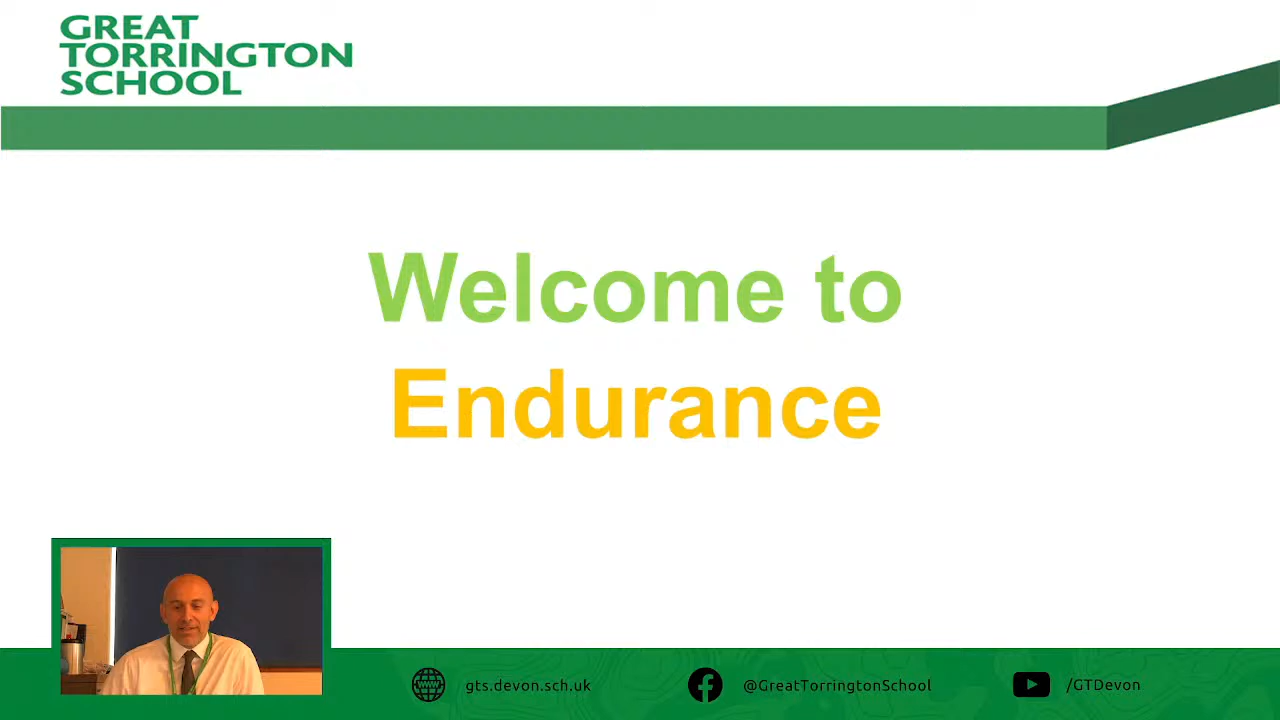 GREAT
TORRINGTON
SCHOOL
Welcome to
Endurance
gts.devon.sch.uk
@GreatTorringtonSchool
/GTDevon